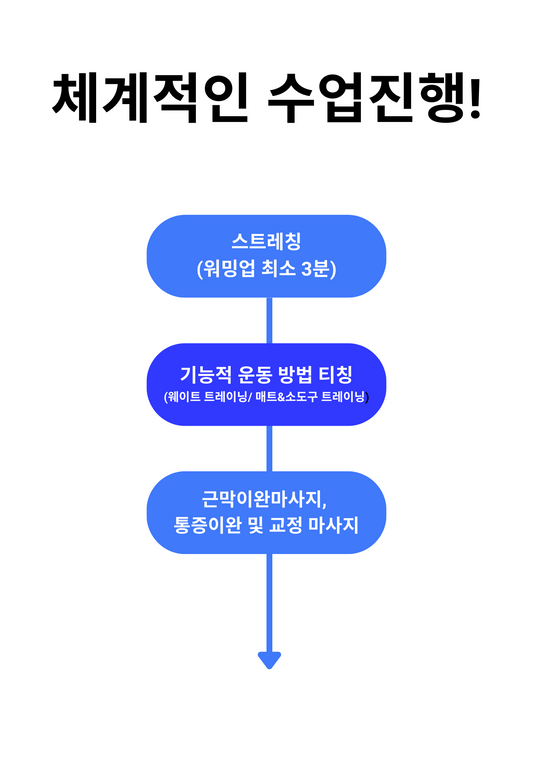 체계적인 수업진행!
스트레칭
(워밍업 최소 3분)
기능적 운동 방법 티칭
(웨이트 트레이닝/ 매트&소도구 트레이닝)
근막이완마사지,
통증이완 및 교정 마사지